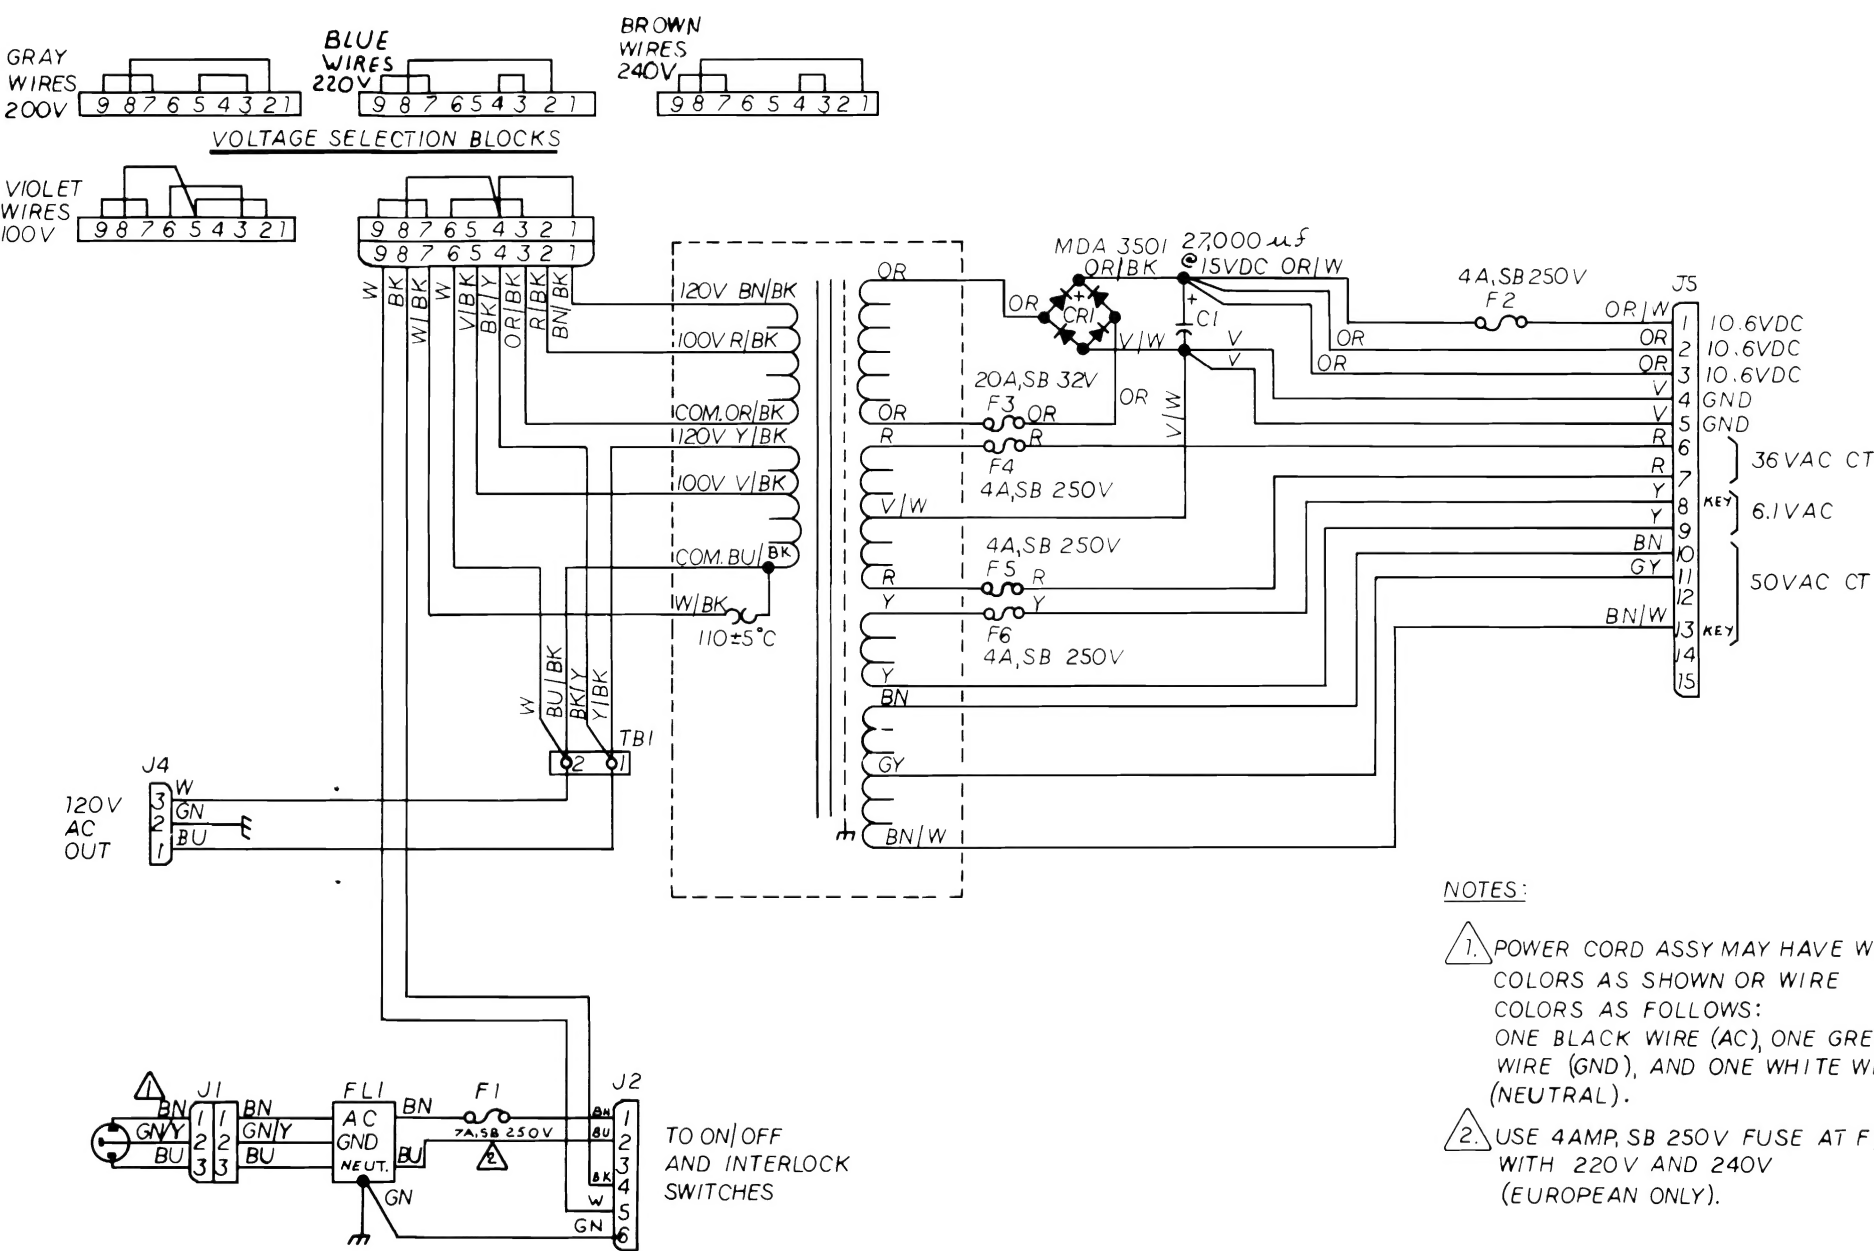 GRAY
WIRES
200V
9 8 7 6 5 4 3 2 1
BLUE
WIRES
220V
9 8 7 6 5 4 3 2 1
BROWN
WIRES
240V
9 8 7 6 5 4 3 2 1
VOLTAGE SELECTION BLOCKS
VIOLET
WIRES
100V
9 8 7 6 5 4 3 2 1
9 8 7 6 5 4 3 2 1
9 8 7 6 5 4 3 2 1
W
BK
W/BK
W
V/BK
BK/Y
OR/BK
R/BK
BN/BK
120V BN/BK
100V R/BK
COM. OR/BK
120V Y/BK
100V V/BK
COM. BU/BK
W/BK
110±5°C
OR
OR
R
V/W
R
Y
Y
BN
GY
BN/W
MDA 3501
27,000 uf
@15VDC
OR/BK
OR/W
OR
CR1
+
+
C1
V/W
V
V
V/W
OR
OR
OR
20A, SB 32V
F3
OR
R
F4
4A, SB 250V
4A, SB 250V
F5
R
Y
F6
4A, SB 250V
4A, SB 250V
F2
J5
OR/W 1 10.6VDC
OR 2 10.6VDC
OR 3 10.6VDC
V 4 GND
V 5 GND
R 6
36VAC CT
R 7
Y 8 KEY
6.1VAC
Y 9
BN 10
GY 11
50VAC CT
12
BN/W 13 KEY
14
15
W
BU/BK
BK/Y
Y/BK
TB1
2 1
J4
120V
AC
OUT
3 W
2 GN
1 BU
1
J1
BN 1 1 BN
GN/Y 2 2 GN/Y
BU 3 3 BU
FL1
AC
GND
NEUT.
BN
BU
GN
F1
7A, SB 250V
2
J2
BN 1
BU 2
3
BK 4
W 5
GN 6
TO ON/OFF
AND INTERLOCK
SWITCHES
NOTES:
1. POWER CORD ASSY MAY HAVE W
COLORS AS SHOWN OR WIRE
COLORS AS FOLLOWS:
ONE BLACK WIRE (AC), ONE GRE
WIRE (GND), AND ONE WHITE WI
(NEUTRAL).
2. USE 4AMP, SB 250V FUSE AT F
WITH 220V AND 240V
(EUROPEAN ONLY).